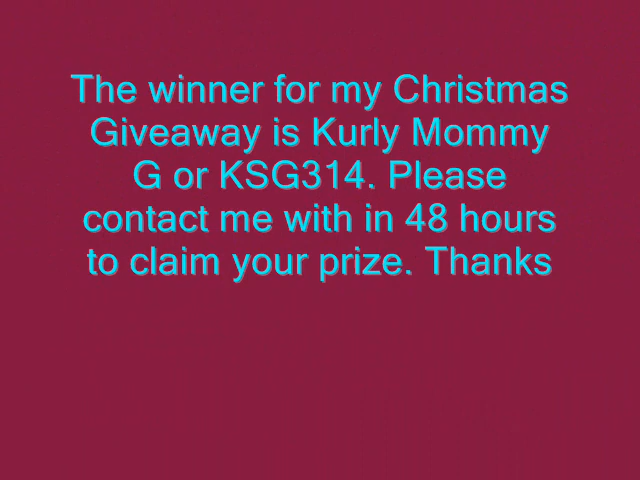 The winner for my Christmas
Giveaway is Kurly Mommy
G or KSG314. Please
contact me with in 48 hours
to claim your prize. Thanks